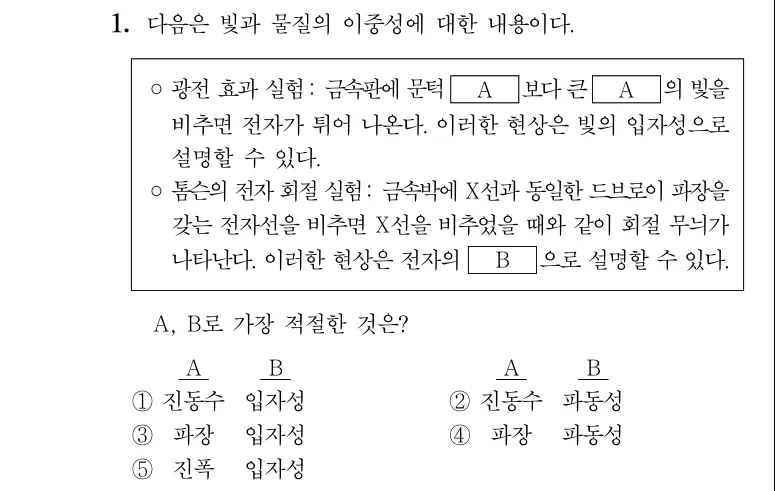 1. 다음은 빛과 물질의 이중성에 대한 내용이다.
○ 광전 효과 실험: 금속판에 문턱 A 보다 큰 A 의 빛을
비추면 전자가 튀어 나온다. 이러한 현상은 빛의 입자성으로
설명할 수 있다.
○ 톰슨의 전자 회절 실험: 금속박에 X선과 동일한 드브로이 파장을
갖는 전자선을 비추면 X선을 비추었을 때와 같이 회절 무늬가
나타난다. 이러한 현상은 전자의 B 으로 설명할 수 있다.
A, B로 가장 적절한 것은?
A B A B
① 진동수 입자성 ② 진동수 파동성
③ 파장 입자성 ④ 파장 파동성
⑤ 진폭 입자성